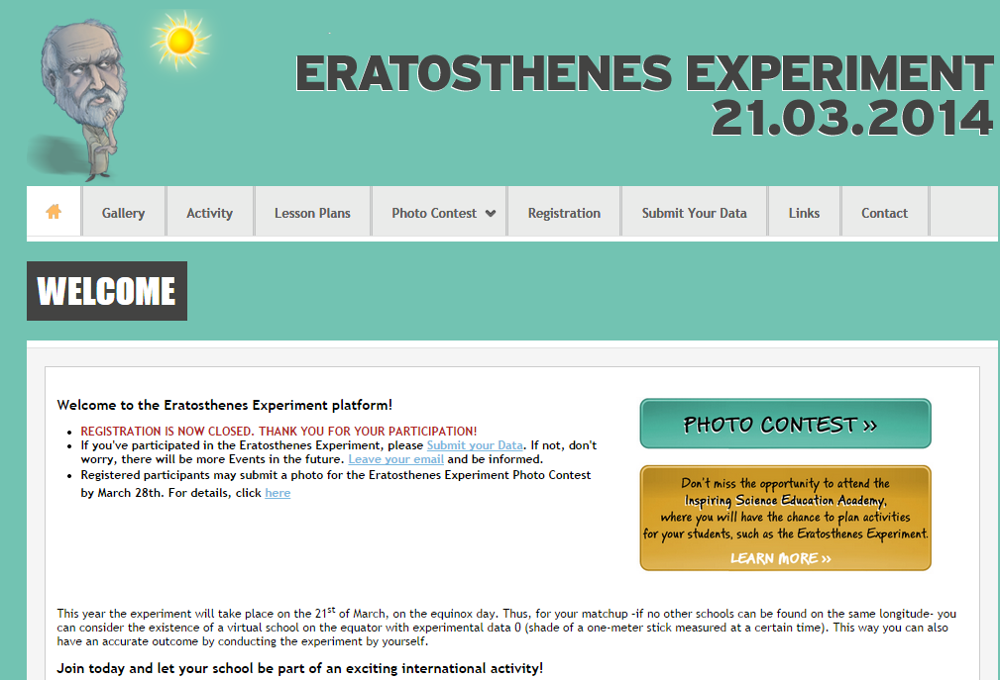 ERATOSTHENES EXPERIMENT
21.03.2014
Gallery
Activity
Lesson Plans
Photo Contest
Registration
Submit Your Data
Links
Contact
WELCOME
Welcome to the Eratosthenes Experiment platform!
REGISTRATION IS NOW CLOSED. THANK YOU FOR YOUR PARTICIPATION!
If you've participated in the Eratosthenes Experiment, please Submit your Data. If not, don't
worry, there will be more Events in the future. Leave your email and be informed.
Registered participants may submit a photo for the Eratosthenes Experiment Photo Contest
by March 28th. For details, click here
PHOTO CONTEST >>
Don't miss the opportunity to attend the
Inspiring Science Education Academy,
where you will have the chance to plan activities
for your students, such as the Eratosthenes Experiment.
LEARN MORE >>
This year the experiment will take place on the 21st of March, on the equinox day. Thus, for your matchup -if no other schools can be found on the same longitude- you
can consider the existence of a virtual school on the equator with experimental data 0 (shade of a one-meter stick measured at a certain time). This way you can also
have an accurate outcome by conducting the experiment by yourself.
Join today and let your school be part of an exciting international activity!